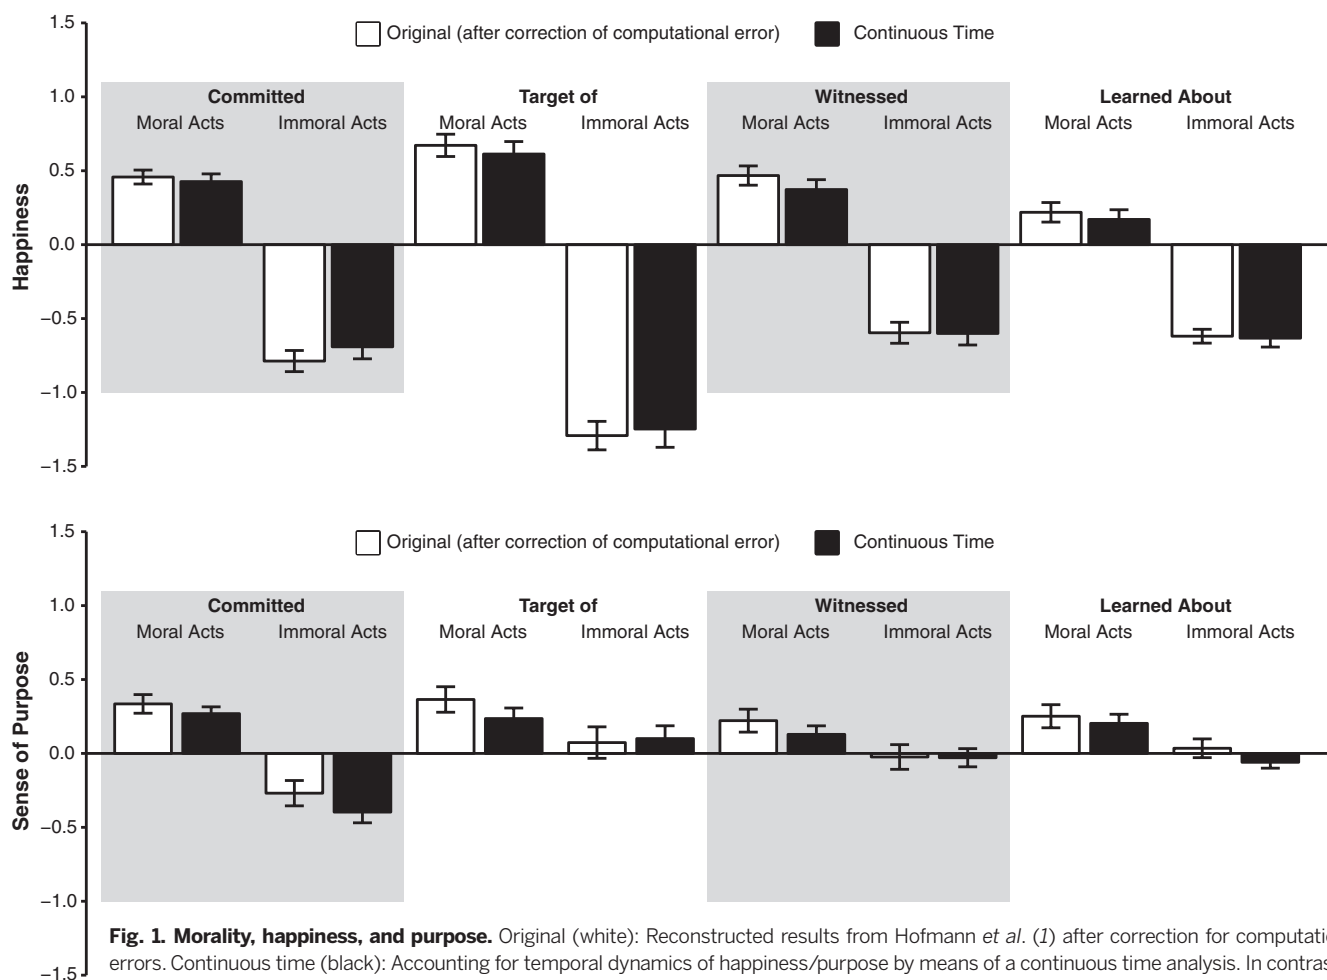 1.5
Original (after correction of computational error) Continuous Time
1.0
Committed Target of Witnessed Learned About
Moral Acts Immoral Acts Moral Acts Immoral Acts Moral Acts Immoral Acts Moral Acts Immoral Acts
0.5
Happiness
0.0
−0.5
−1.0
−1.5
1.5
Original (after correction of computational error) Continuous Time
1.0
Committed Target of Witnessed Learned About
Moral Acts Immoral Acts Moral Acts Immoral Acts Moral Acts Immoral Acts Moral Acts Immoral Acts
0.5
Sense of Purpose
0.0
−0.5
−1.0
Fig. 1. Morality, happiness, and purpose. Original (white): Reconstructed results from Hofmann et al. (1) after correction for computati
errors. Continuous time (black): Accounting for temporal dynamics of happiness/purpose by means of a continuous time analysis. In contras
−1.5